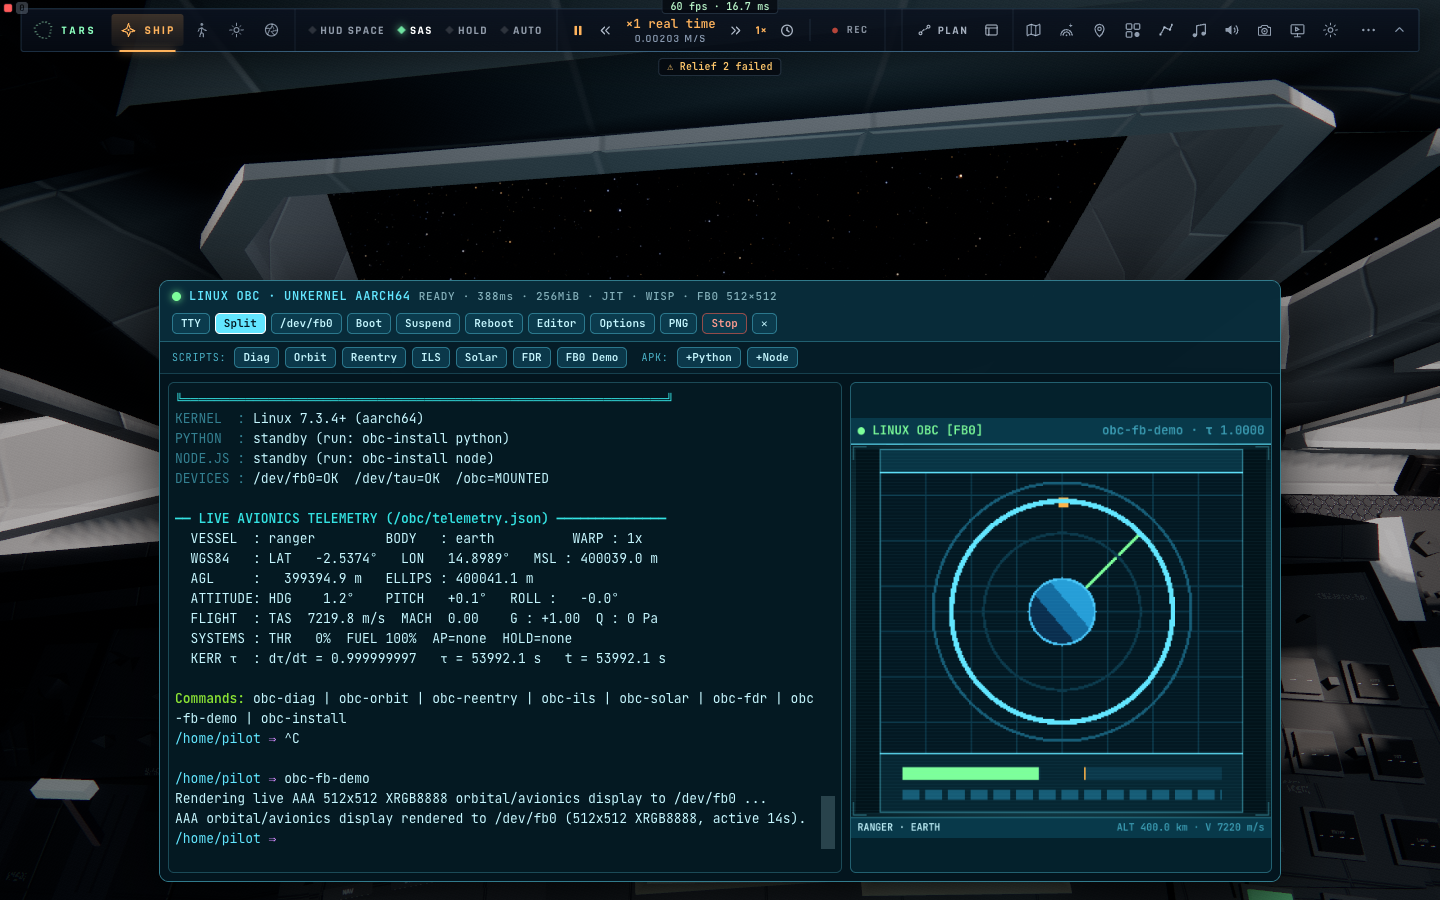 60 fps · 16.7 ms
TARS SHIP HUD SPACE SAS HOLD AUTO ×1 real time 1× REC PLAN
0.00203 M/S
⚠ Relief 2 failed
LINUX OBC · UNKERNEL AARCH64 READY · 388ms · 256MiB · JIT · WISP · FB0 512×512
TTY Split /dev/fb0 Boot Suspend Reboot Editor Options PNG Stop ×
SCRIPTS: Diag Orbit Reentry ILS Solar FDR FB0 Demo APK: +Python +Node
KERNEL : Linux 7.3.4+ (aarch64)
PYTHON : standby (run: obc-install python)
NODE.JS : standby (run: obc-install node)
DEVICES : /dev/fb0=OK /dev/tau=OK /obc=MOUNTED
── LIVE AVIONICS TELEMETRY (/obc/telemetry.json) ──────────────
VESSEL : ranger BODY : earth WARP : 1x
WGS84 : LAT -2.5374° LON 14.8989° MSL : 400039.0 m
AGL : 399394.9 m ELLIPS : 400041.1 m
ATTITUDE: HDG 1.2° PITCH +0.1° ROLL : -0.0°
FLIGHT : TAS 7219.8 m/s MACH 0.00 G : +1.00 Q : 0 Pa
SYSTEMS : THR 0% FUEL 100% AP=none HOLD=none
KERR τ : dτ/dt = 0.999999997 τ = 53992.1 s t = 53992.1 s
Commands: obc-diag | obc-orbit | obc-reentry | obc-ils | obc-solar | obc-fdr | obc
-fb-demo | obc-install
/home/pilot ⇒ ^C
/home/pilot ⇒ obc-fb-demo
Rendering live AAA 512x512 XRGB8888 orbital/avionics display to /dev/fb0 ...
AAA orbital/avionics display rendered to /dev/fb0 (512x512 XRGB8888, active 14s).
/home/pilot ⇒
● LINUX OBC [FB0] obc-fb-demo · τ 1.0000
RANGER · EARTH ALT 400.0 km · V 7220 m/s